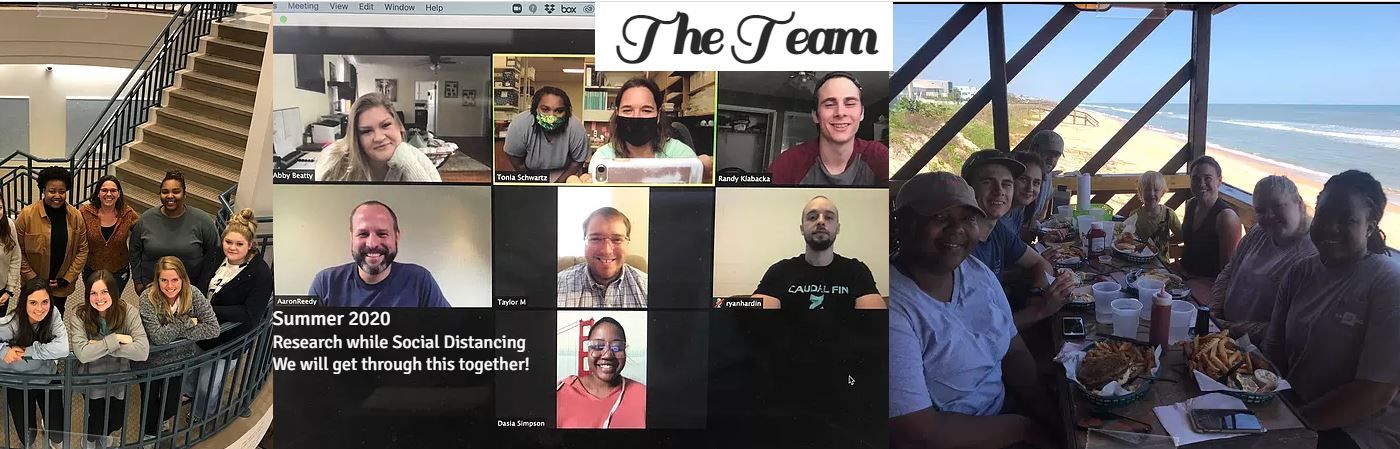 s Meeting View Edit Window Help
box
The Team
Abby Beatty
Tonia Schwartz
Randy Klabacka
AaronReedy
Taylor M
CAUDAL FIN
ryanhardin
Summer 2020
Research while Social Distancing
We will get through this together!
Dasia Simpson